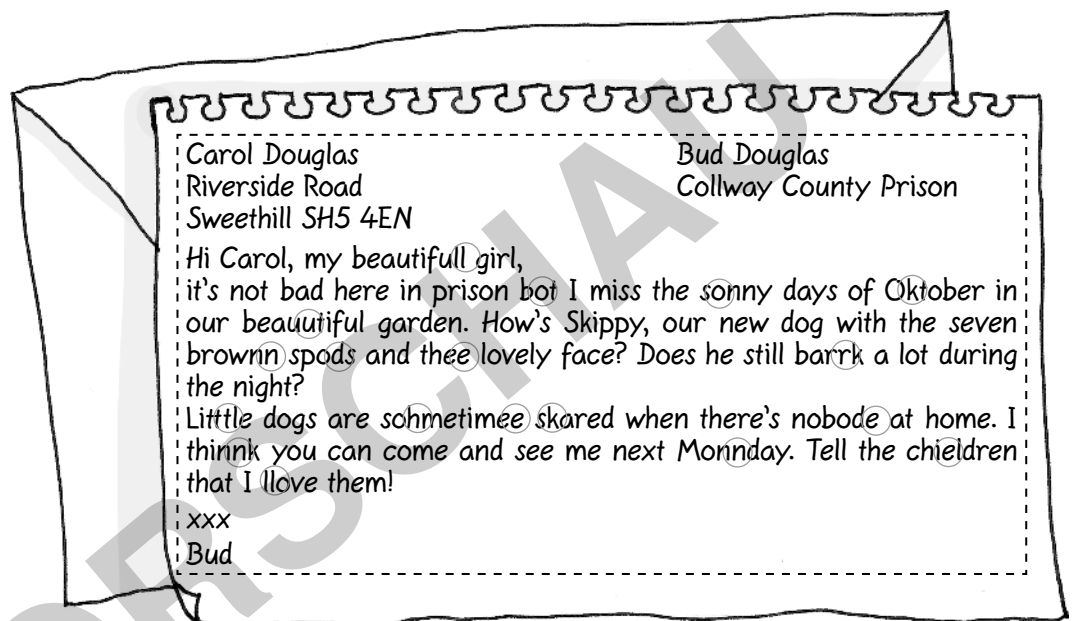 Carol Douglas
Riverside Road
Sweethill SH5 4EN
Bud Douglas
Collway County Prison
Hi Carol, my beautifull girl,
it's not bad here in prison bot I miss the sonny days of Oktober in
our beauutiful garden. How's Skippy, our new dog with the seven
brownn spods and thee lovely face? Does he still barrk a lot during
the night?
Litttle dogs are sohmetimee skared when there's nobode at home. I
thinnk you can come and see me next Monnday. Tell the chieldren
that I llove them!
xxx
Bud
ORSCHAU